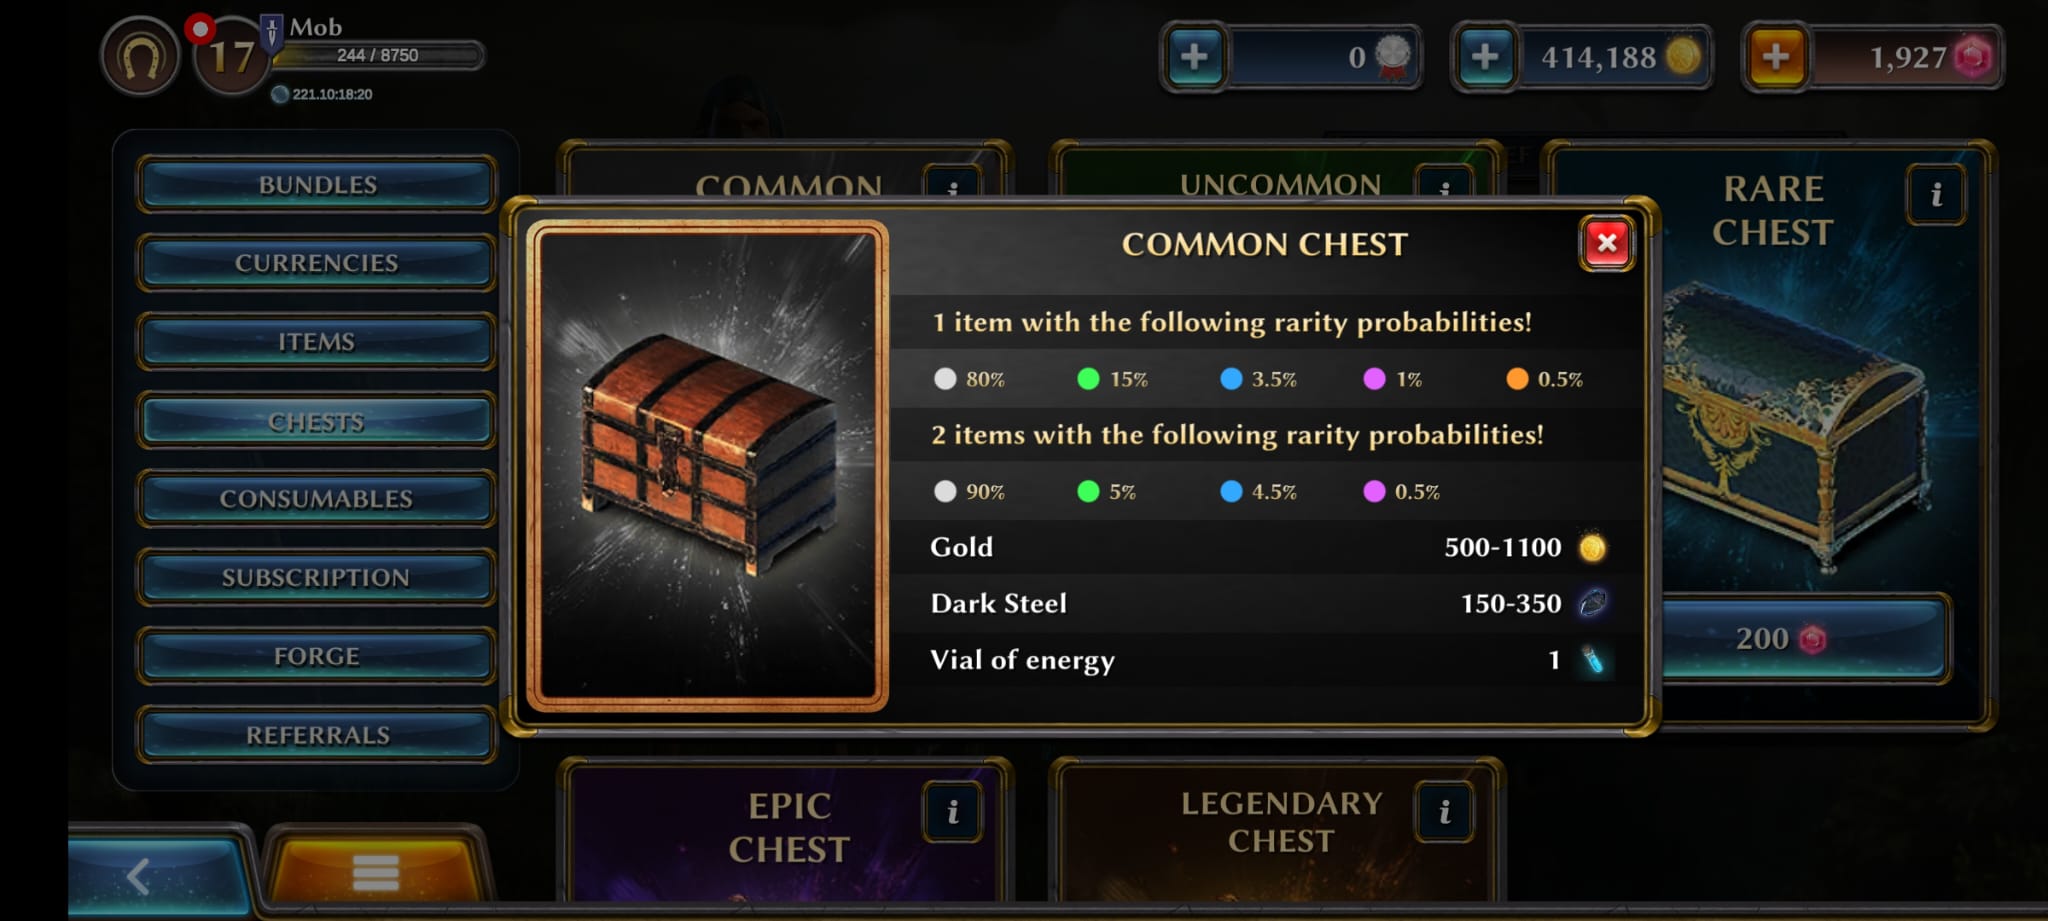 Mob
17
244 / 8750
221.10:18:20
0
414,188
1,927
BUNDLES
CURRENCIES
ITEMS
CHESTS
CONSUMABLES
SUBSCRIPTION
FORGE
REFERRALS
COMMON
i
UNCOMMON
i
RARE
CHEST
i
200
COMMON CHEST
1 item with the following rarity probabilities!
80% 15% 3.5% 1% 0.5%
2 items with the following rarity probabilities!
90% 5% 4.5% 0.5%
Gold 500-1100
Dark Steel 150-350
Vial of energy 1
EPIC
CHEST
i
LEGENDARY
CHEST
i